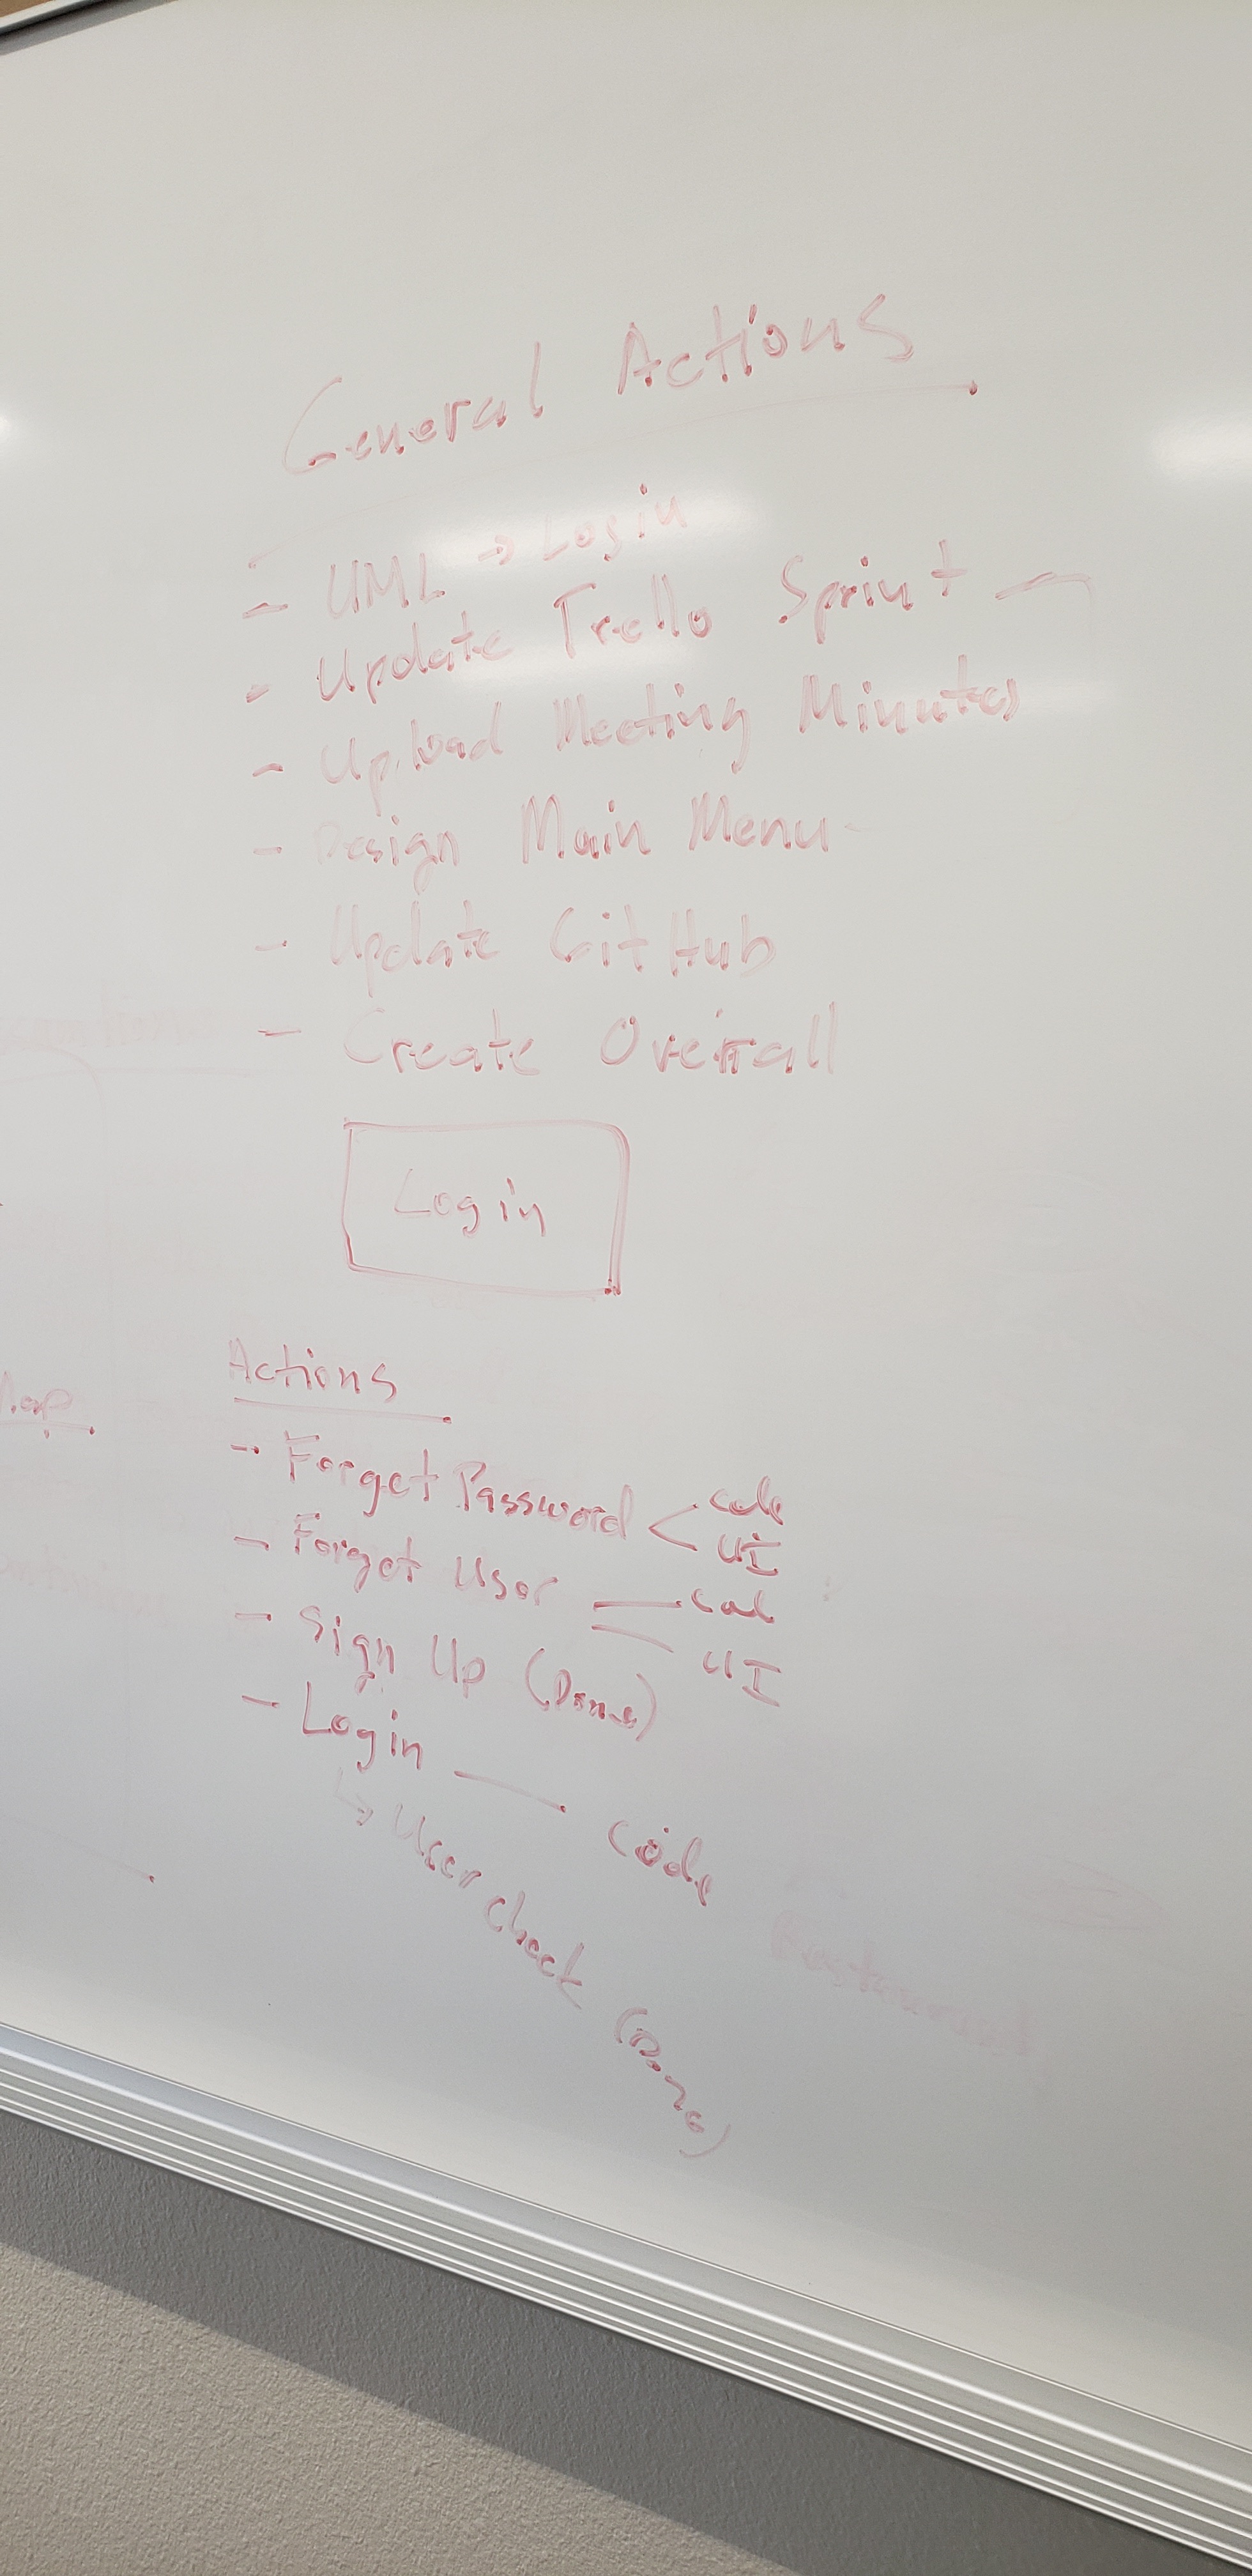 General Actions
- UML → Login
- Update Trello Sprint
- Upload Meeting Minutes
- Design Main Menu
- Update GitHub
- Create Overall
Login
Actions
- Forget Password < code
UI
- Forget User — code
UI
- Sign Up (Done)
- Login — code
↳ User check (Done)